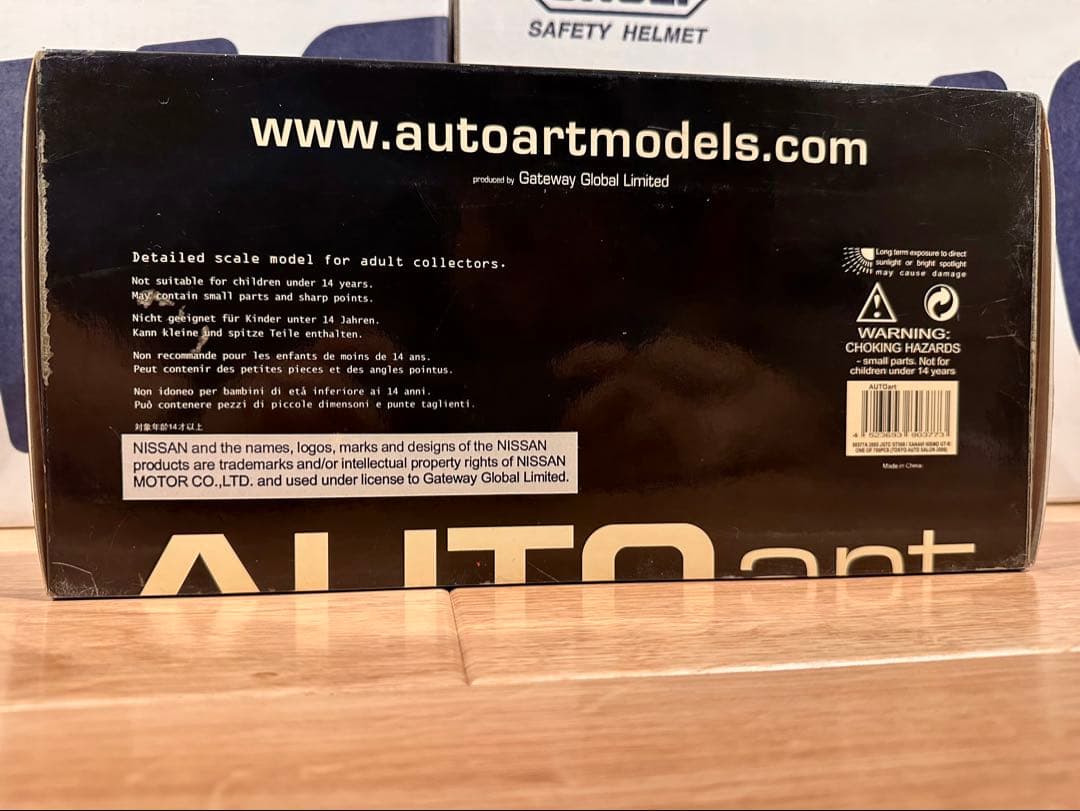 SAFETY HELMET
www.autoartmodels.com
produced by Gateway Global Limited
Detailed scale model for adult collectors.
Not suitable for children under 14 years.
May contain small parts and sharp points.
Nicht geeignet für Kinder unter 14 Jahren.
Kann kleine und spitze Teile enthalten.
Non recommande pour les enfants de moins de 14 ans.
Peut contenir des petites pieces et des angles pointus.
Non idoneo per bambini di etá inferiore ai 14 anni.
Puó contenere pezzi di piccole dimensoni e punte taglienti.
対象年齢14才以上
NISSAN and the names, logos, marks and designs of the NISSAN
products are trademarks and/or intellectual property rights of NISSAN
MOTOR CO.,LTD. and used under license to Gateway Global Limited.
Long term exposure to direct
sunlight or bright spotlight
may cause damage
WARNING:
CHOKING HAZARDS
- small parts. Not for
children under 14 years
AUTOart
4 523693 803773
Made in China
AUTOart